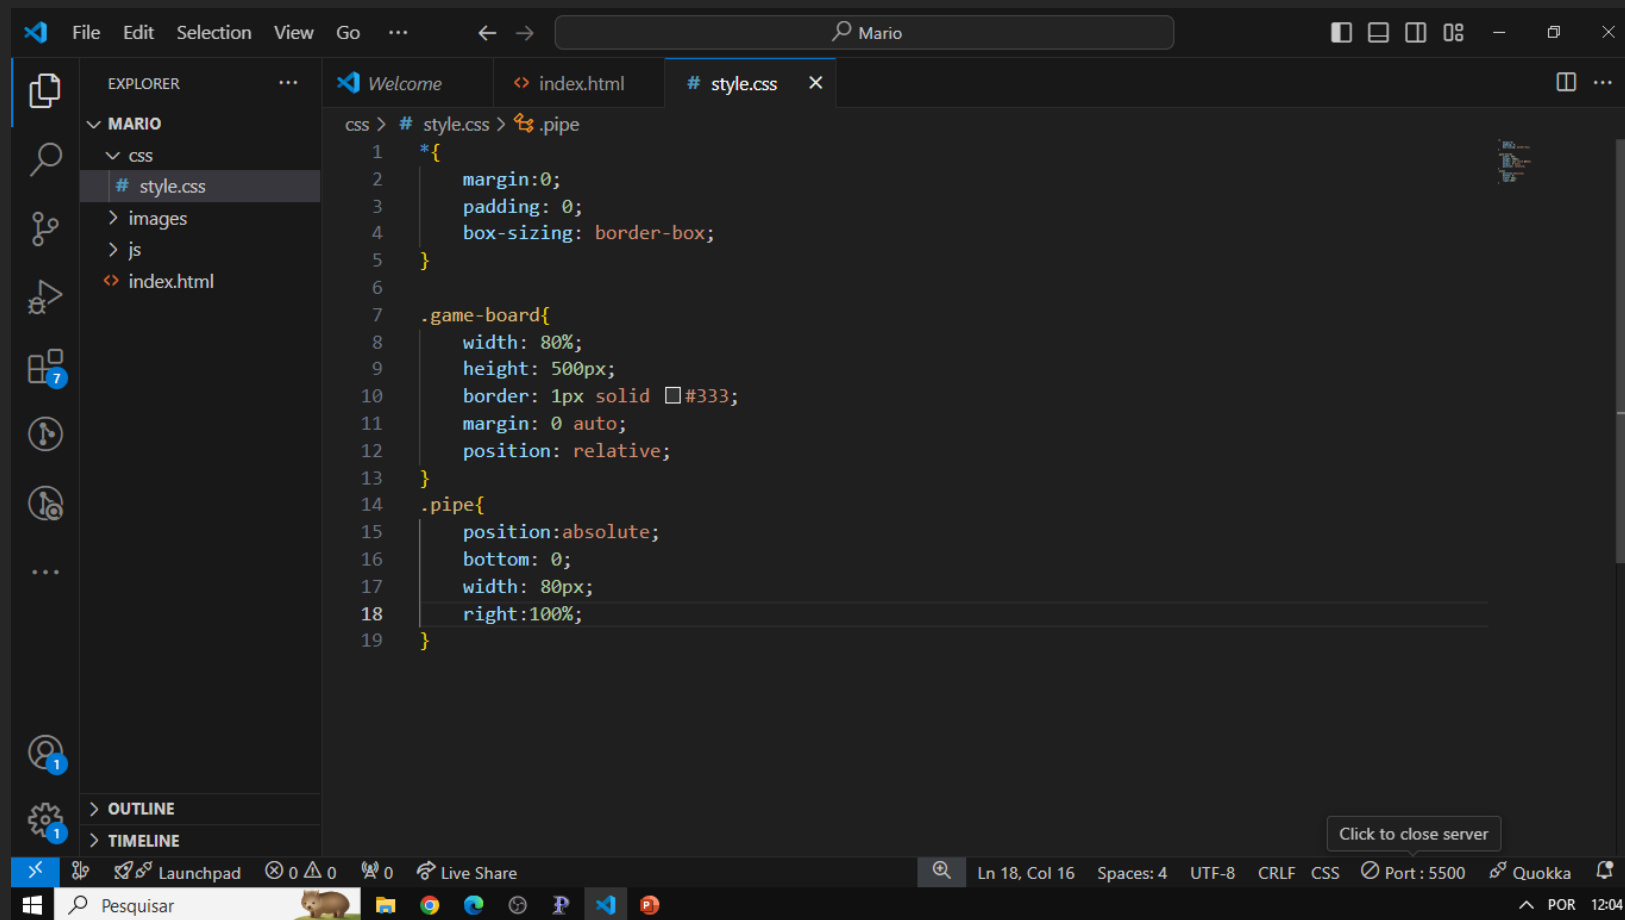 File Edit Selection View Go ··· Mario
EXPLORER ···
Welcome index.html # style.css
MARIO
css
# style.css
images
js
index.html
css > # style.css > .pipe
1 *{
2 margin:0;
3 padding: 0;
4 box-sizing: border-box;
5 }
6
7 .game-board{
8 width: 80%;
9 height: 500px;
10 border: 1px solid #333;
11 margin: 0 auto;
12 position: relative;
13 }
14 .pipe{
15 position:absolute;
16 bottom: 0;
17 width: 80px;
18 right:100%;
19 }
7
1
1
OUTLINE
TIMELINE
Click to close server
Launchpad 0 0 0 Live Share Ln 18, Col 16 Spaces: 4 UTF-8 CRLF CSS Port : 5500 Quokka
Pesquisar POR 12:04